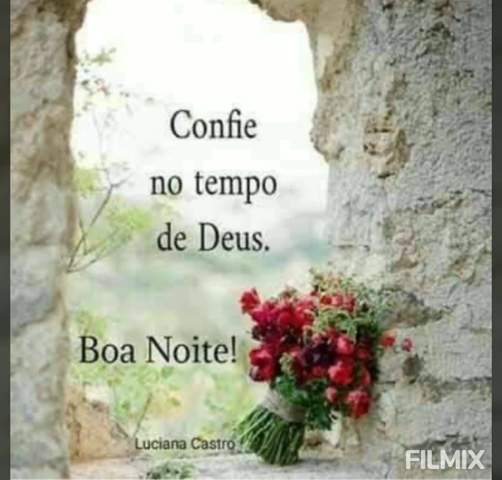 Confie
no tempo
de Deus.
Boa Noite!
Luciana Castro
FILMIX